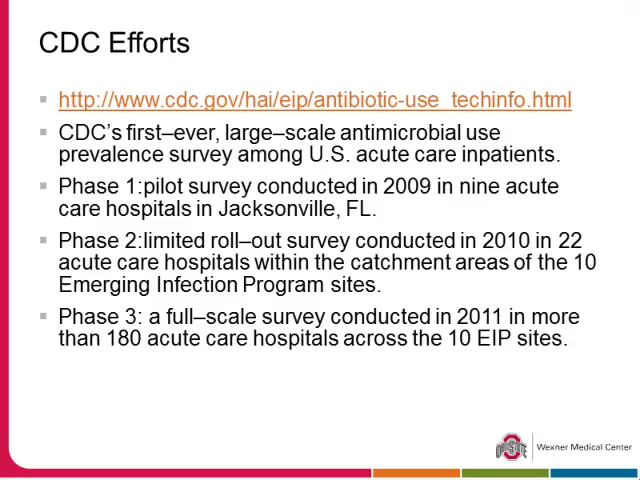 CDC Efforts
http://www.cdc.gov/hai/eip/antibiotic-use_techinfo.html
CDC's first–ever, large–scale antimicrobial use
prevalence survey among U.S. acute care inpatients.
Phase 1:pilot survey conducted in 2009 in nine acute
care hospitals in Jacksonville, FL.
Phase 2:limited roll–out survey conducted in 2010 in 22
acute care hospitals within the catchment areas of the 10
Emerging Infection Program sites.
Phase 3: a full–scale survey conducted in 2011 in more
than 180 acute care hospitals across the 10 EIP sites.
OHIO STATE
Wexner Medical Center